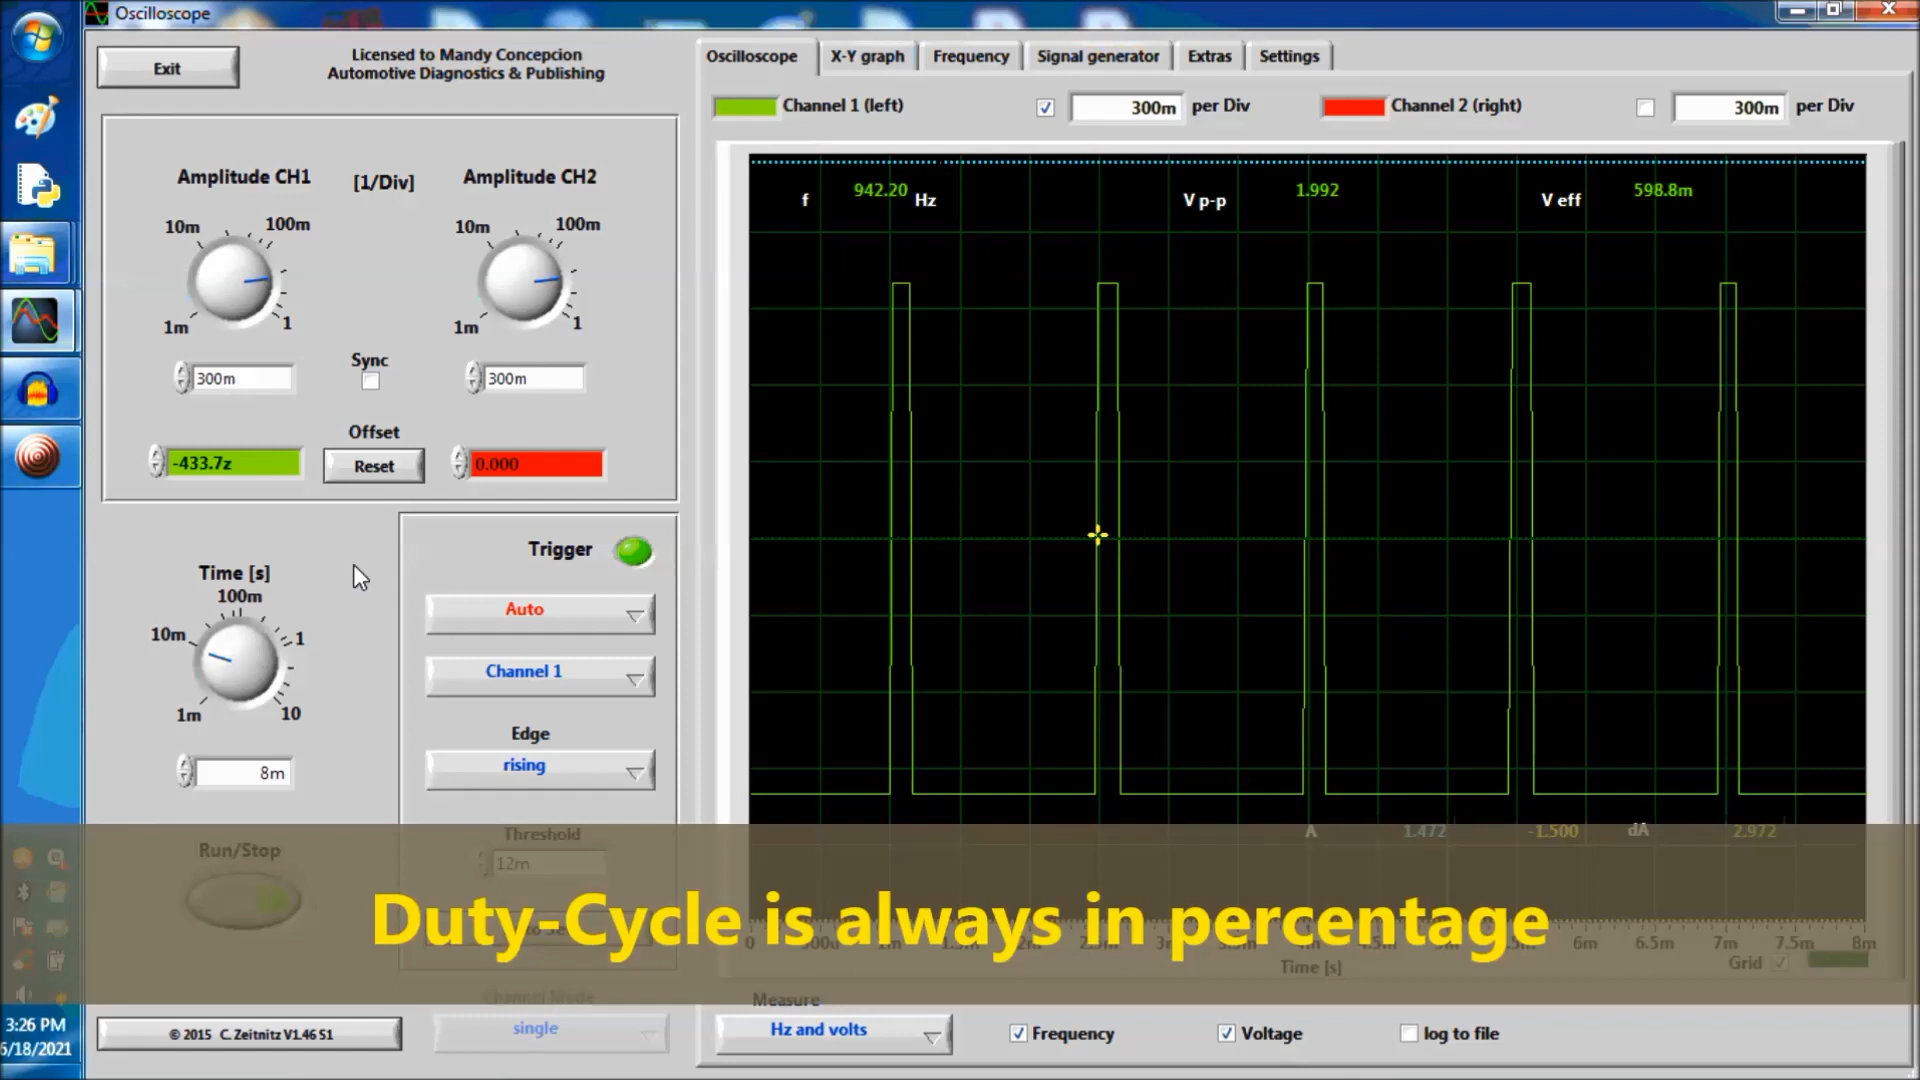 Oscilloscope
Exit
Licensed to Mandy Concepcion
Automotive Diagnostics & Publishing
Oscilloscope
X-Y graph
Frequency
Signal generator
Extras
Settings
Channel 1 (left)
300m
per Div
Channel 2 (right)
300m
per Div
Amplitude CH1
[1/Div]
Amplitude CH2
10m
100m
1m
1
10m
100m
1m
1
Sync
300m
300m
Offset
-433.7z
Reset
0.000
f
942.20
Hz
V p-p
1.992
V eff
598.8m
Time [s]
100m
10m
1
1m
10
8m
Trigger
Auto
Channel 1
Edge
rising
Threshold
12m
Run/Stop
A
1.472
-1.500
dA
2.972
Duty-Cycle is always in percentage
0
6m
6.5m
7m
7.5m
8m
Time [s]
Grid
Channel Mode
single
Measure
Hz and volts
Frequency
Voltage
log to file
© 2015 C. Zeitnitz V1.46 S1
3:26 PM
6/18/2021